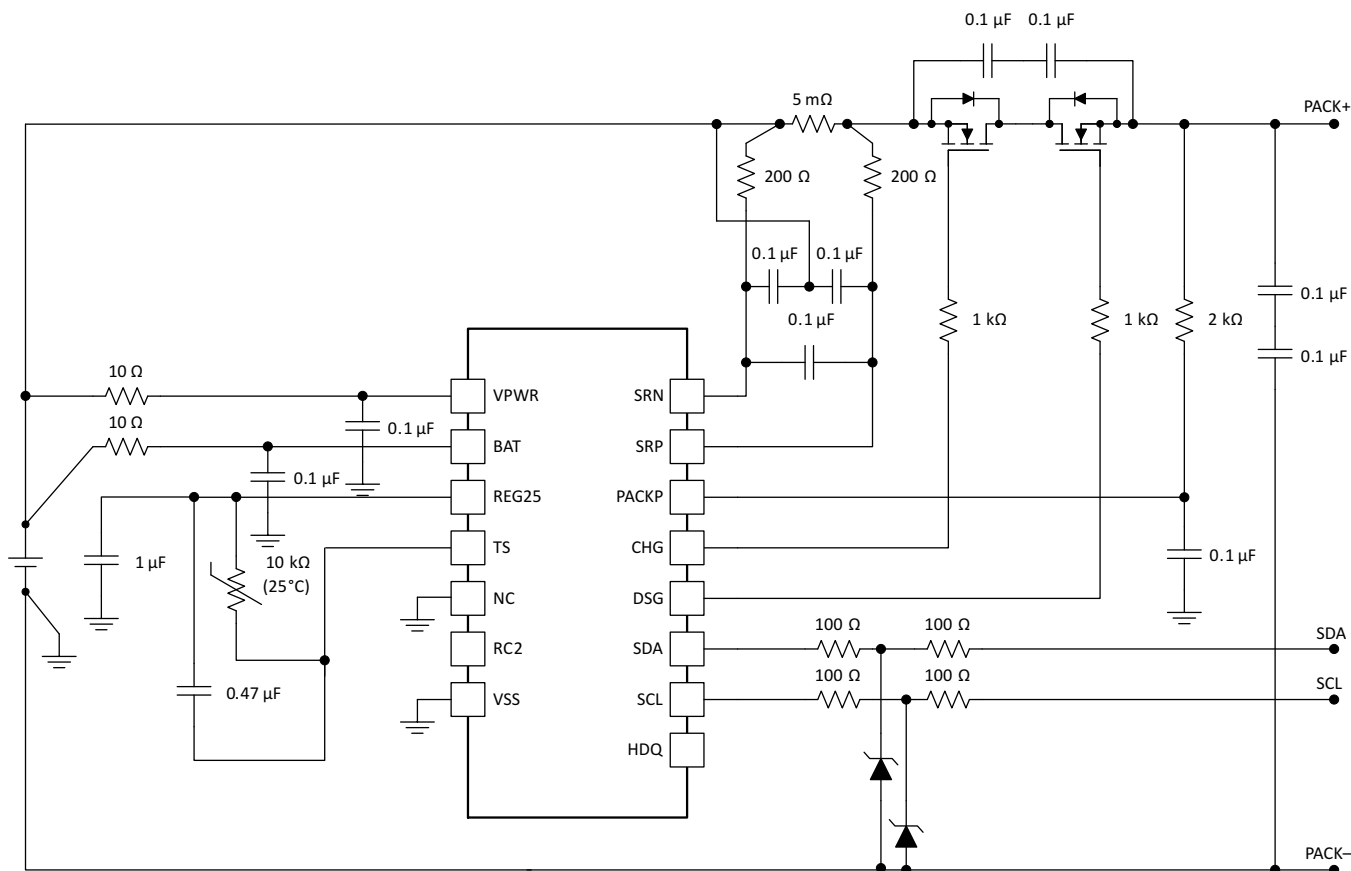 0.1 µF 0.1 µF
5 mΩ
PACK+
200 Ω
200 Ω
0.1 µF
0.1 µF
0.1 µF
1 kΩ
1 kΩ
2 kΩ
0.1 µF
0.1 µF
10 Ω
VPWR
SRN
0.1 µF
10 Ω
BAT
SRP
0.1 µF
REG25
PACKP
1 µF
10 kΩ
(25°C)
TS
CHG
0.1 µF
NC
DSG
100 Ω
100 Ω
RC2
SDA
SDA
100 Ω
100 Ω
0.47 µF
VSS
SCL
SCL
HDQ
PACK–